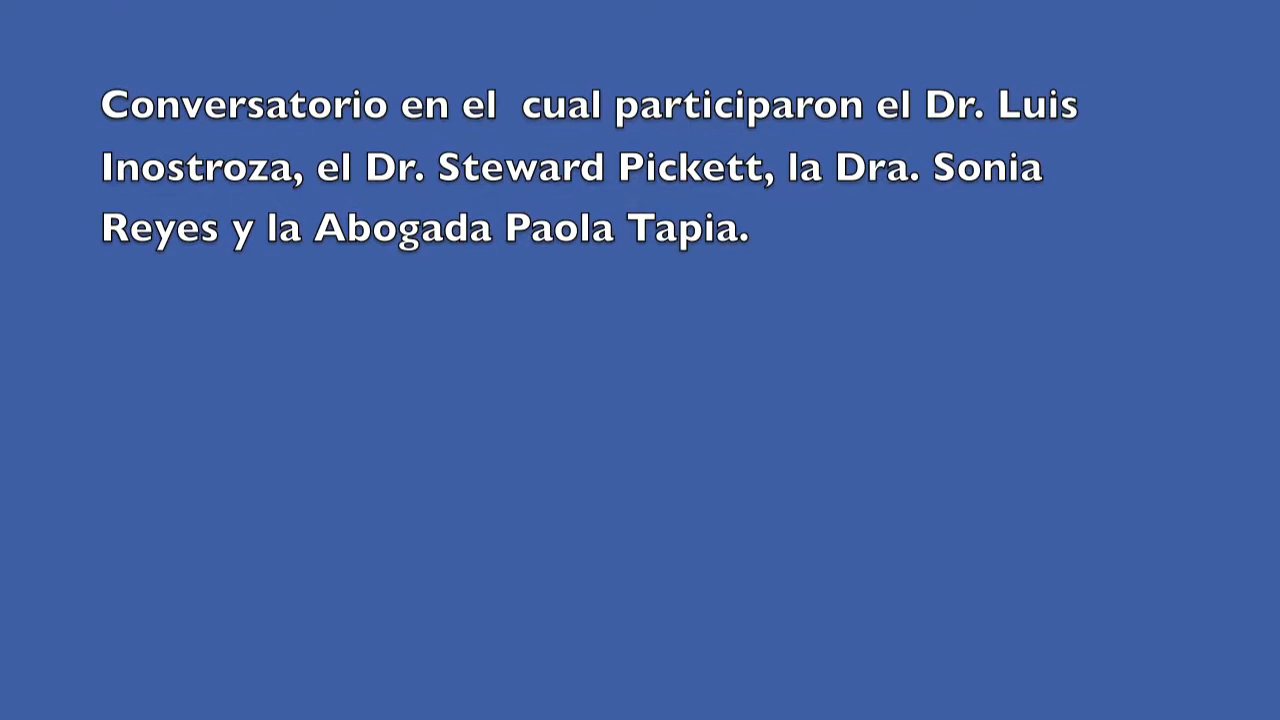 Conversatorio en el  cual participaron el Dr. Luis
Inostroza, el Dr. Steward Pickett, la Dra. Sonia
Reyes y la Abogada Paola Tapia.